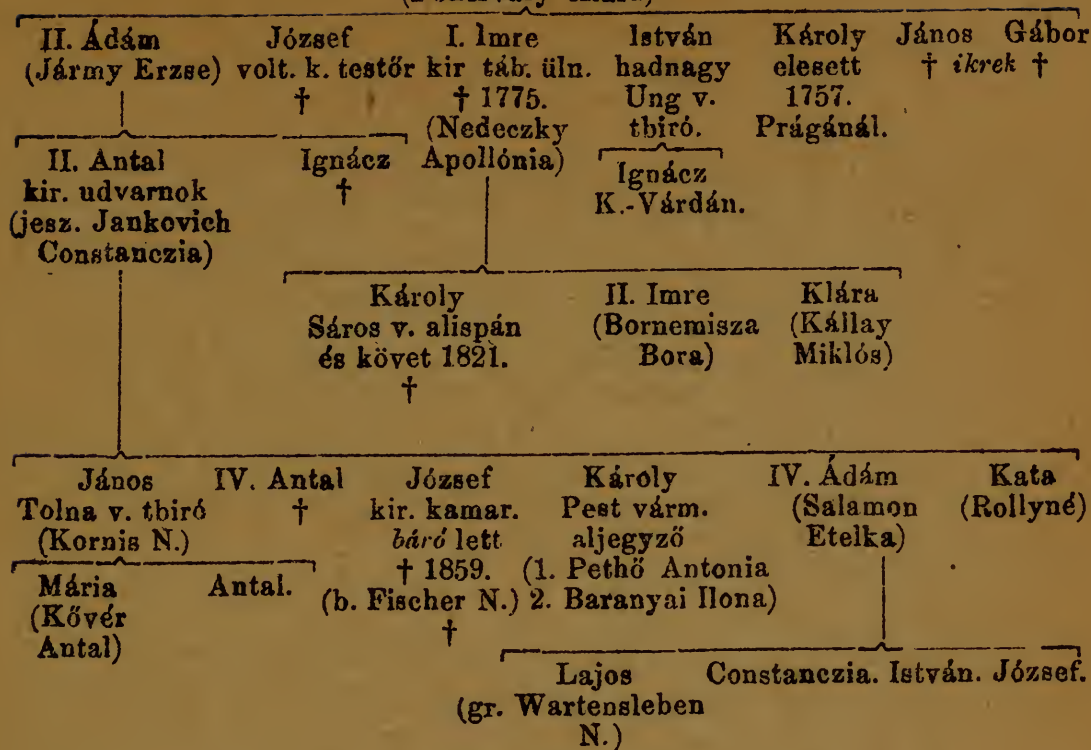 II. Ádám József I. Imre István Károly János Gábor
(Jármy Erzse) volt. k. testőr kir táb. üln. hadnagy elesett † ikrek †
† † 1775. Ung v. 1757.
(Nedeczky tbiró. Prágánál.
II. Antal Ignácz Apollónia) Ignácz
kir. udvarnok † K.-Várdán.
(jesz. Jankovich
Constanczia)
Károly II. Imre Klára
Sáros v. alispán (Bornemisza (Kállay
és követ 1821. Bora) Miklós)
†
János IV. Antal József Károly IV. Ádám Kata
Tolna v. tbiró † kir. kamar. Pest várm. (Salamon (Rollyné)
(Kornis N.) báró lett aljegyző Etelka)
† 1859. (1. Pethő Antonia
Mária Antal. (b. Fischer N.) 2. Baranyai Ilona)
(Kővér †
Antal)
Lajos Constanczia. István. József.
(gr. Wartensleben
N.)